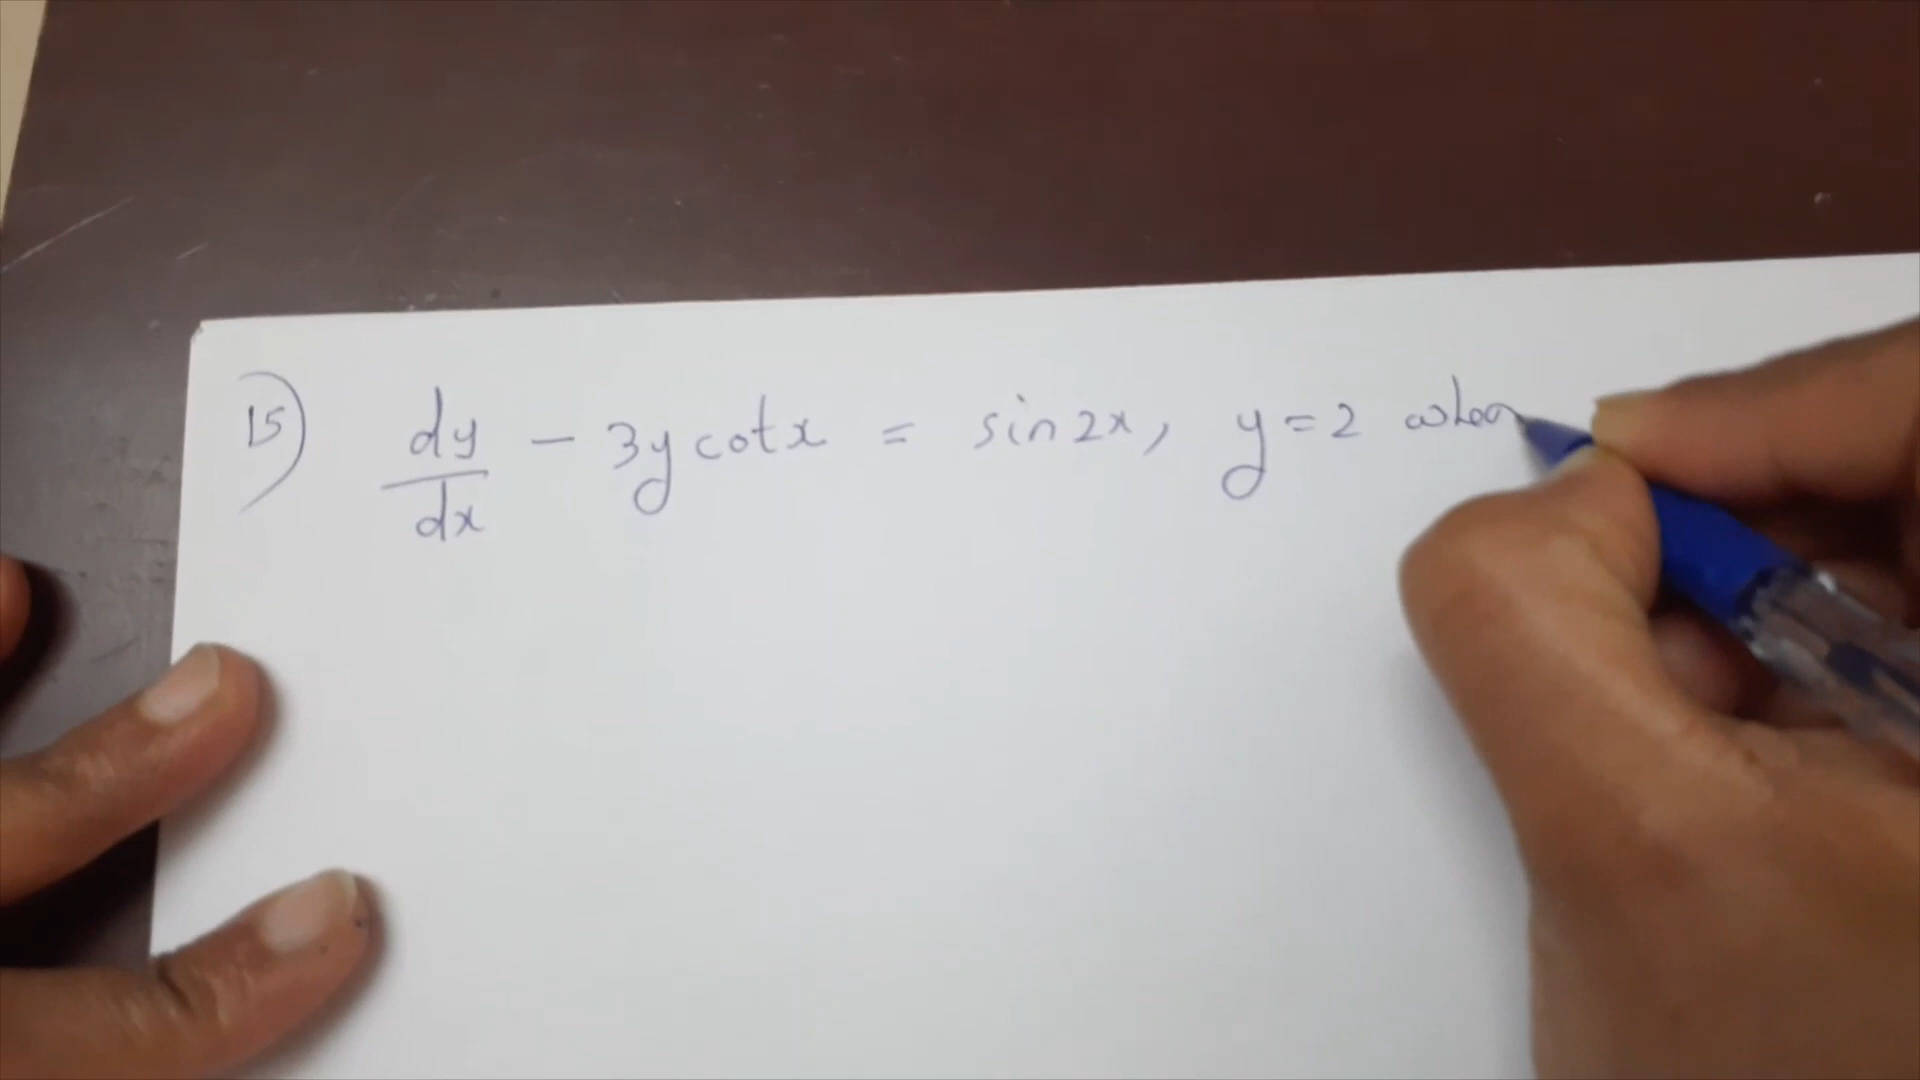 15) dy/dx - 3y cot x = sin 2x, y = 2 when